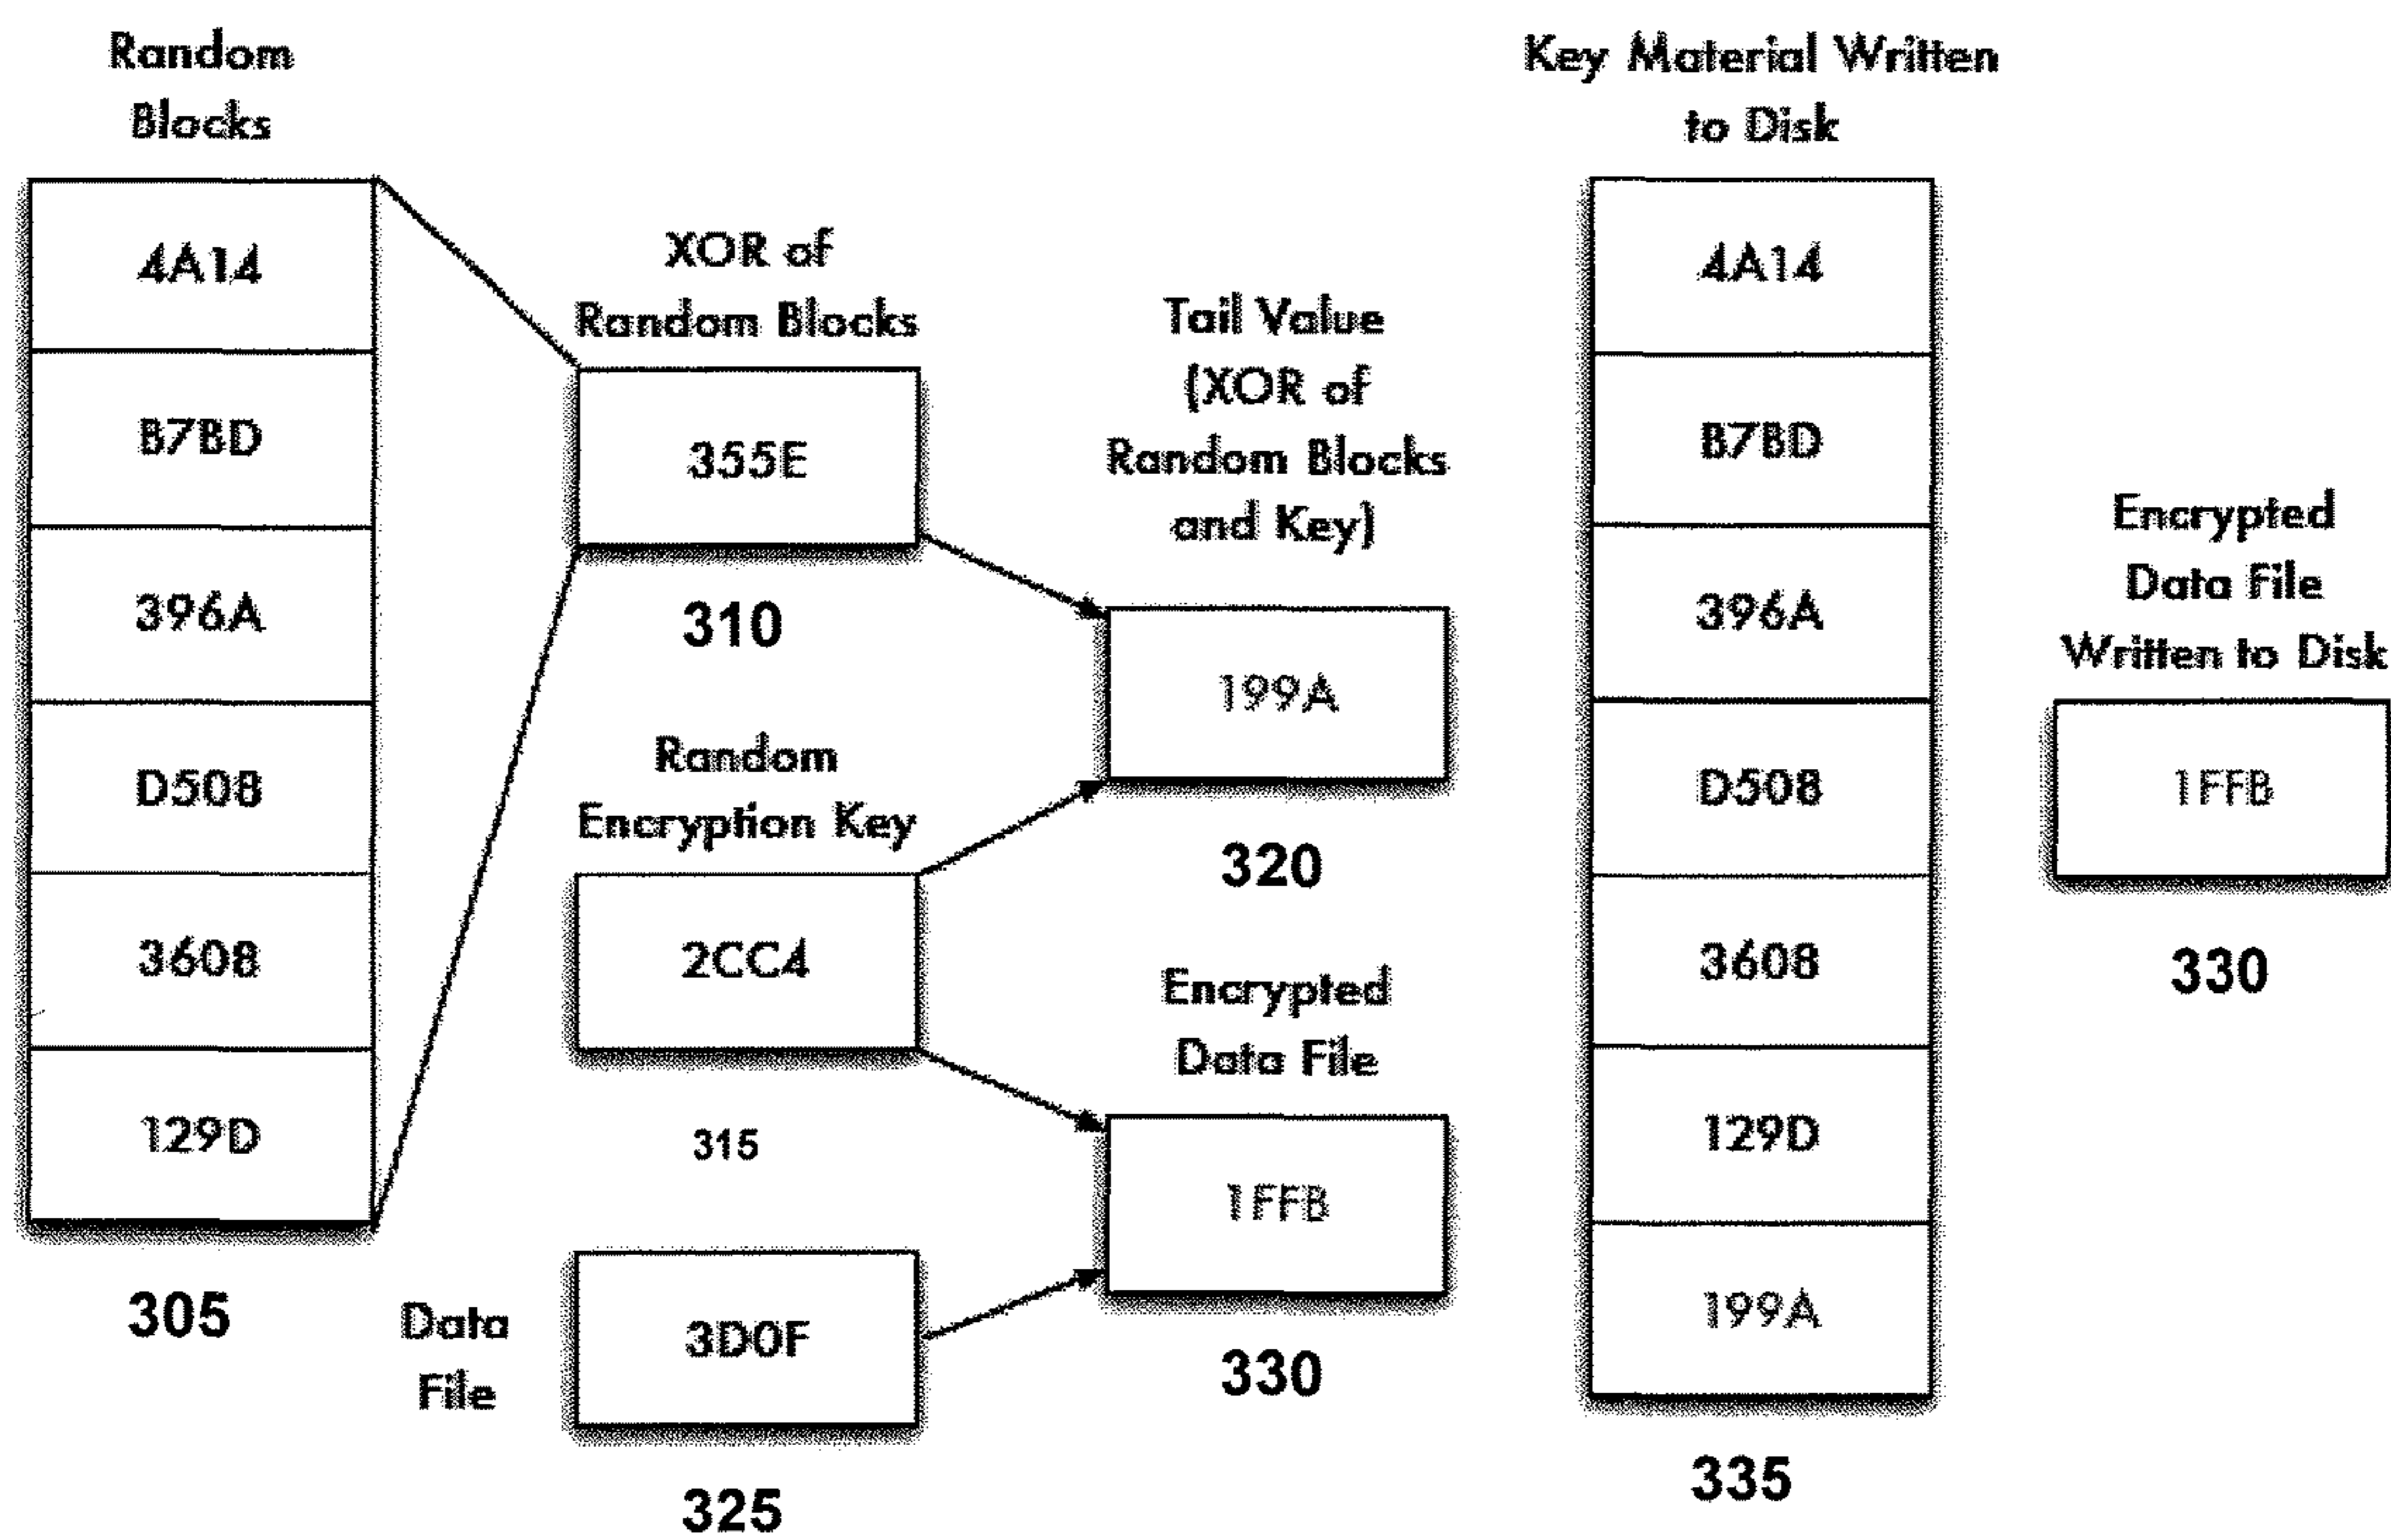 Random
Blocks
4A14
B7BD
396A
D508
3608
129D
305
XOR of
Random Blocks
355E
310
Random
Encryption Key
2CC4
315
Data
File
3D0F
325
Tail Value
(XOR of
Random Blocks
and Key)
199A
320
Encrypted
Data File
1FFB
330
Key Material Written
to Disk
4A14
B7BD
396A
D508
3608
129D
199A
335
Encrypted
Data File
Written to Disk
1FFB
330